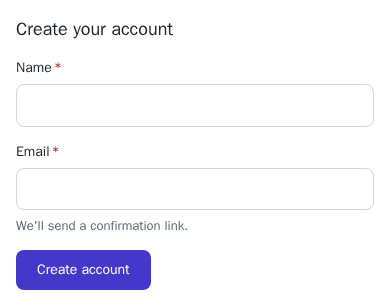 Create your account
Name *
Email *
We'll send a confirmation link.
Create account